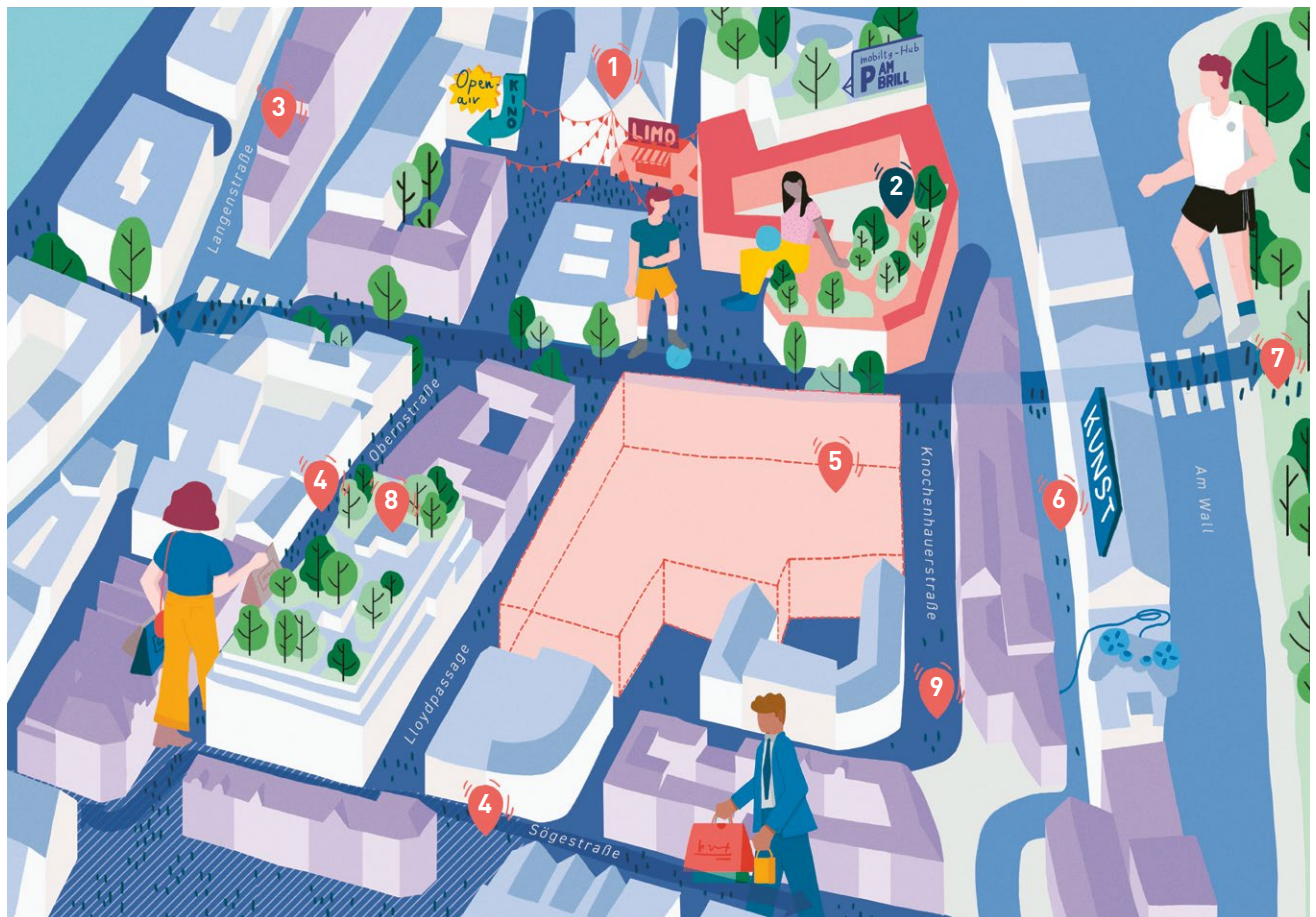 1
mobility-Hub
P AM
BRILL
Open
air
KINO
3
LIMO
2
Langenstraße
7
Obernstraße
KUNST
5
4
8
6
Knochenhauerstraße
Am Wall
Lloydpassage
9
4
Sögestraße